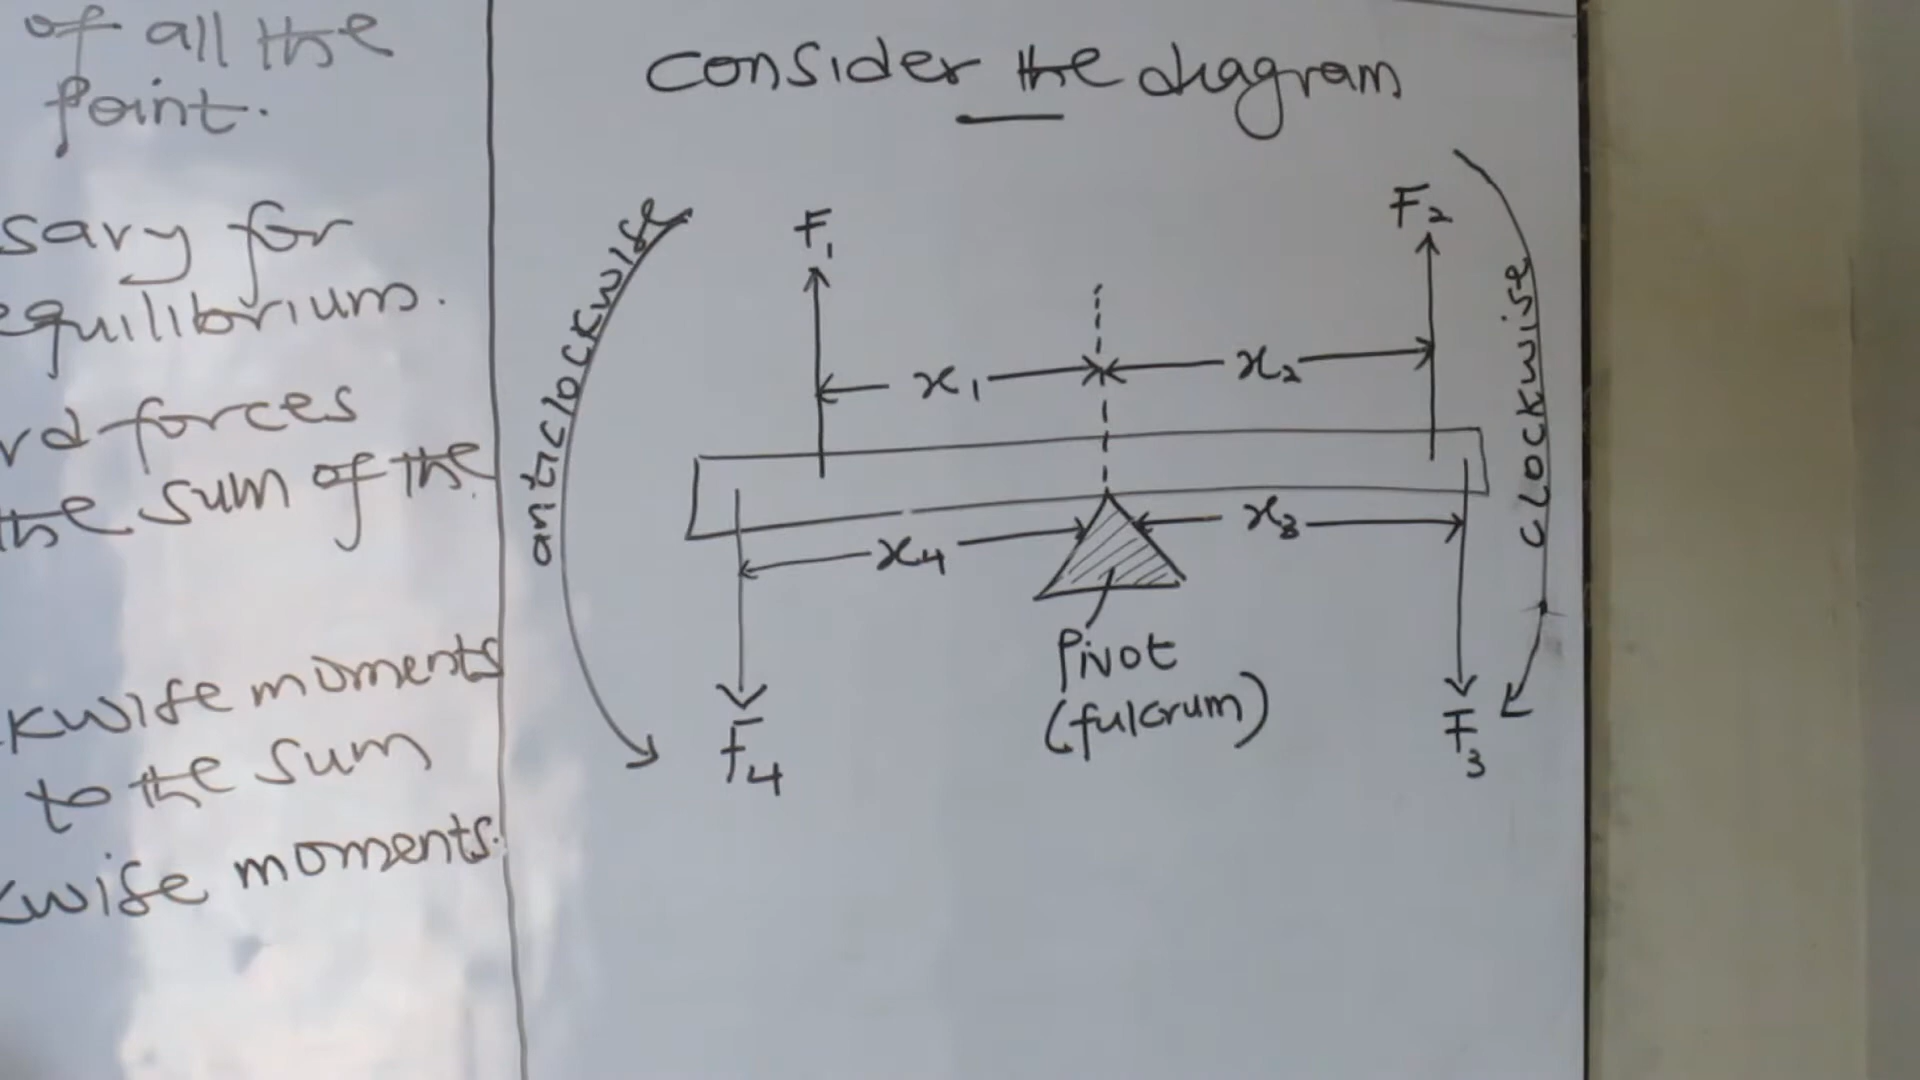 of all the
point.
sary for
equilibrium.
rd forces
the sum of the
kwise moments
to the sum
kwise moments.
consider the diagram
anticlockwise
F1
F2
clockwise
x1
x2
x4
x3
Pivot
(fulcrum)
F4
F3